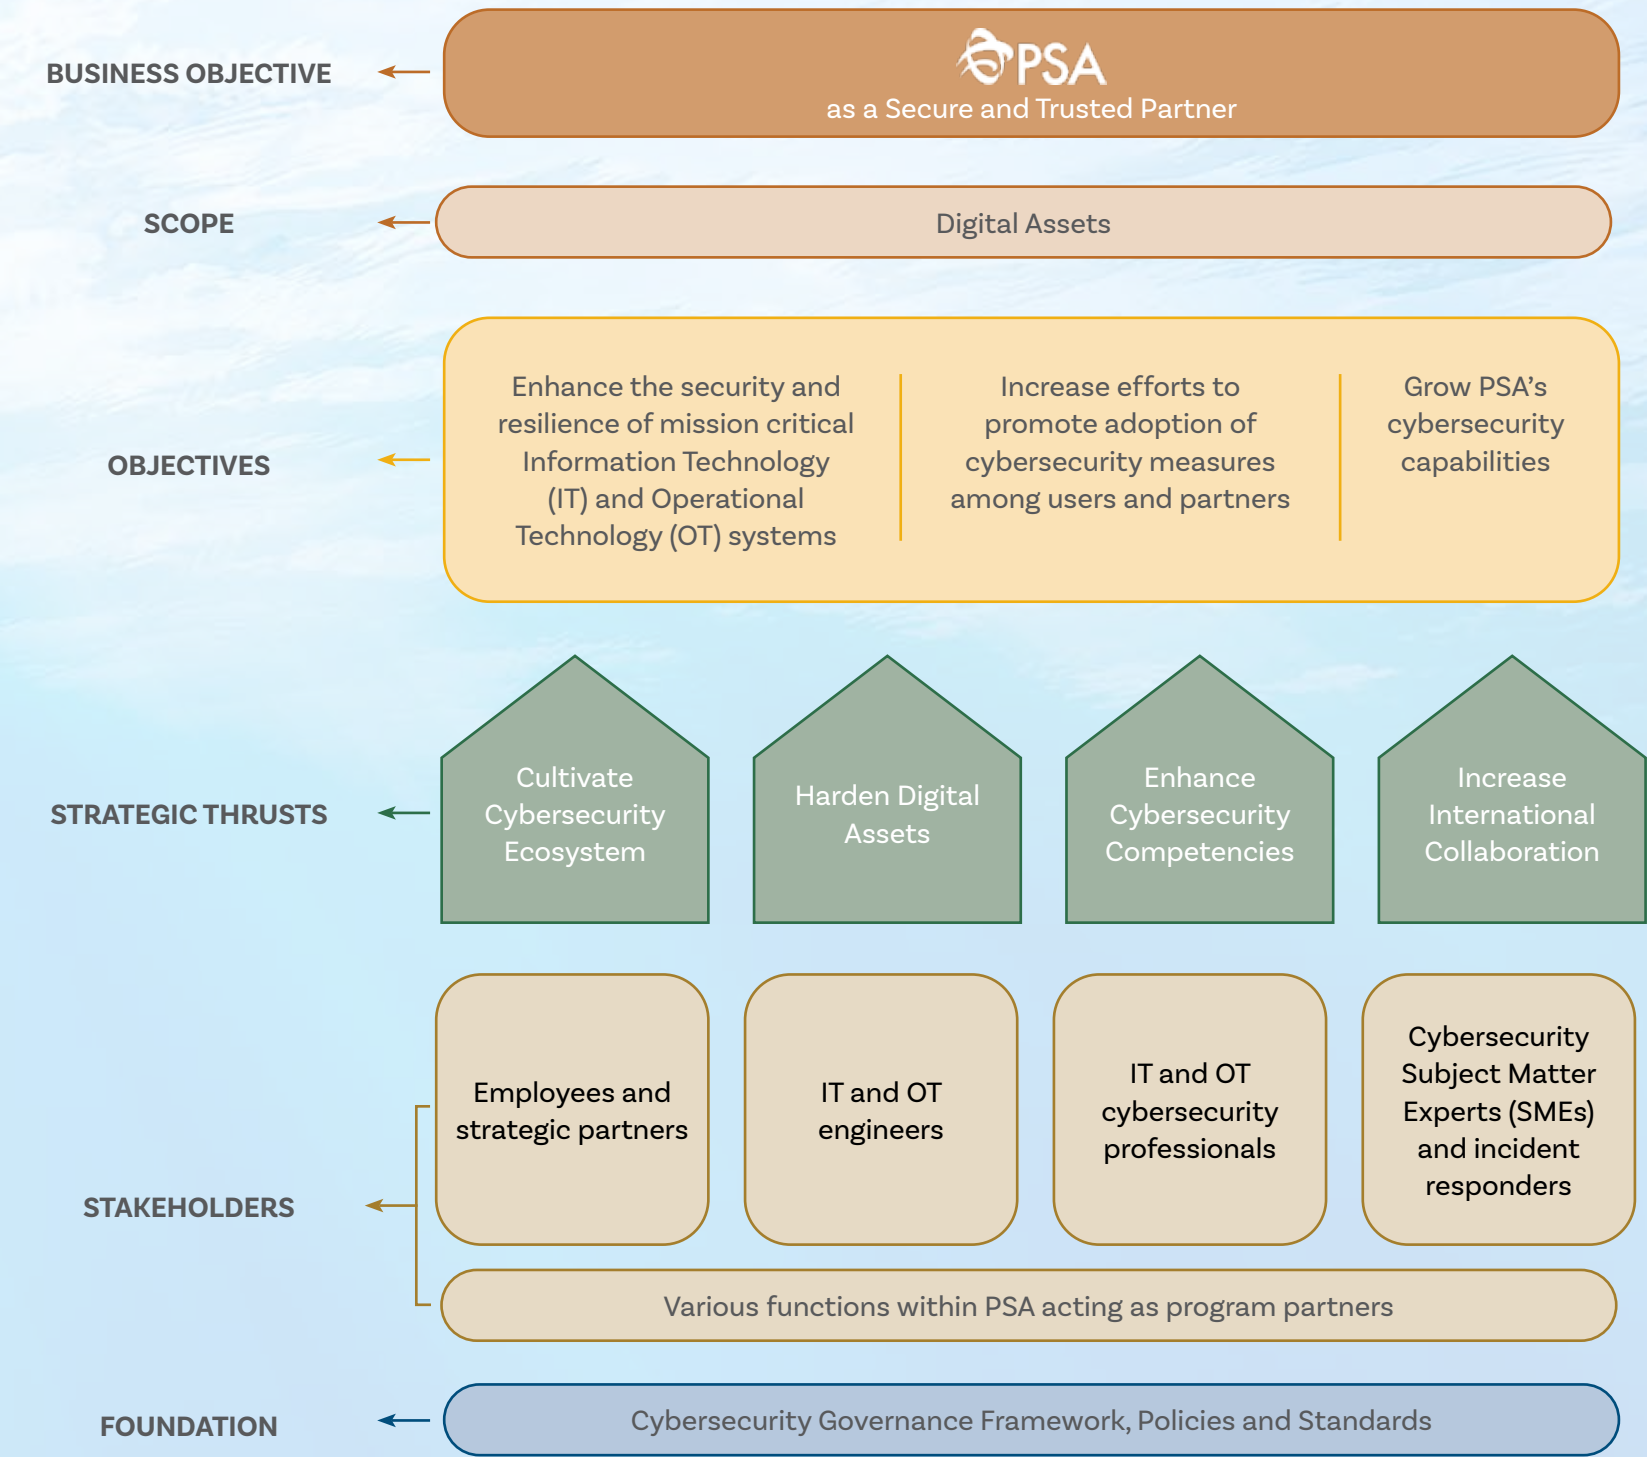 BUSINESS OBJECTIVE
PSA
as a Secure and Trusted Partner
SCOPE
Digital Assets
OBJECTIVES
Enhance the security and
resilience of mission critical
Information Technology
(IT) and Operational
Technology (OT) systems
Increase efforts to
promote adoption of
cybersecurity measures
among users and partners
Grow PSA’s
cybersecurity
capabilities
STRATEGIC THRUSTS
Cultivate
Cybersecurity
Ecosystem
Harden Digital
Assets
Enhance
Cybersecurity
Competencies
Increase
International
Collaboration
STAKEHOLDERS
Employees and
strategic partners
IT and OT
engineers
IT and OT
cybersecurity
professionals
Cybersecurity
Subject Matter
Experts (SMEs)
and incident
responders
Various functions within PSA acting as program partners
FOUNDATION
Cybersecurity Governance Framework, Policies and Standards